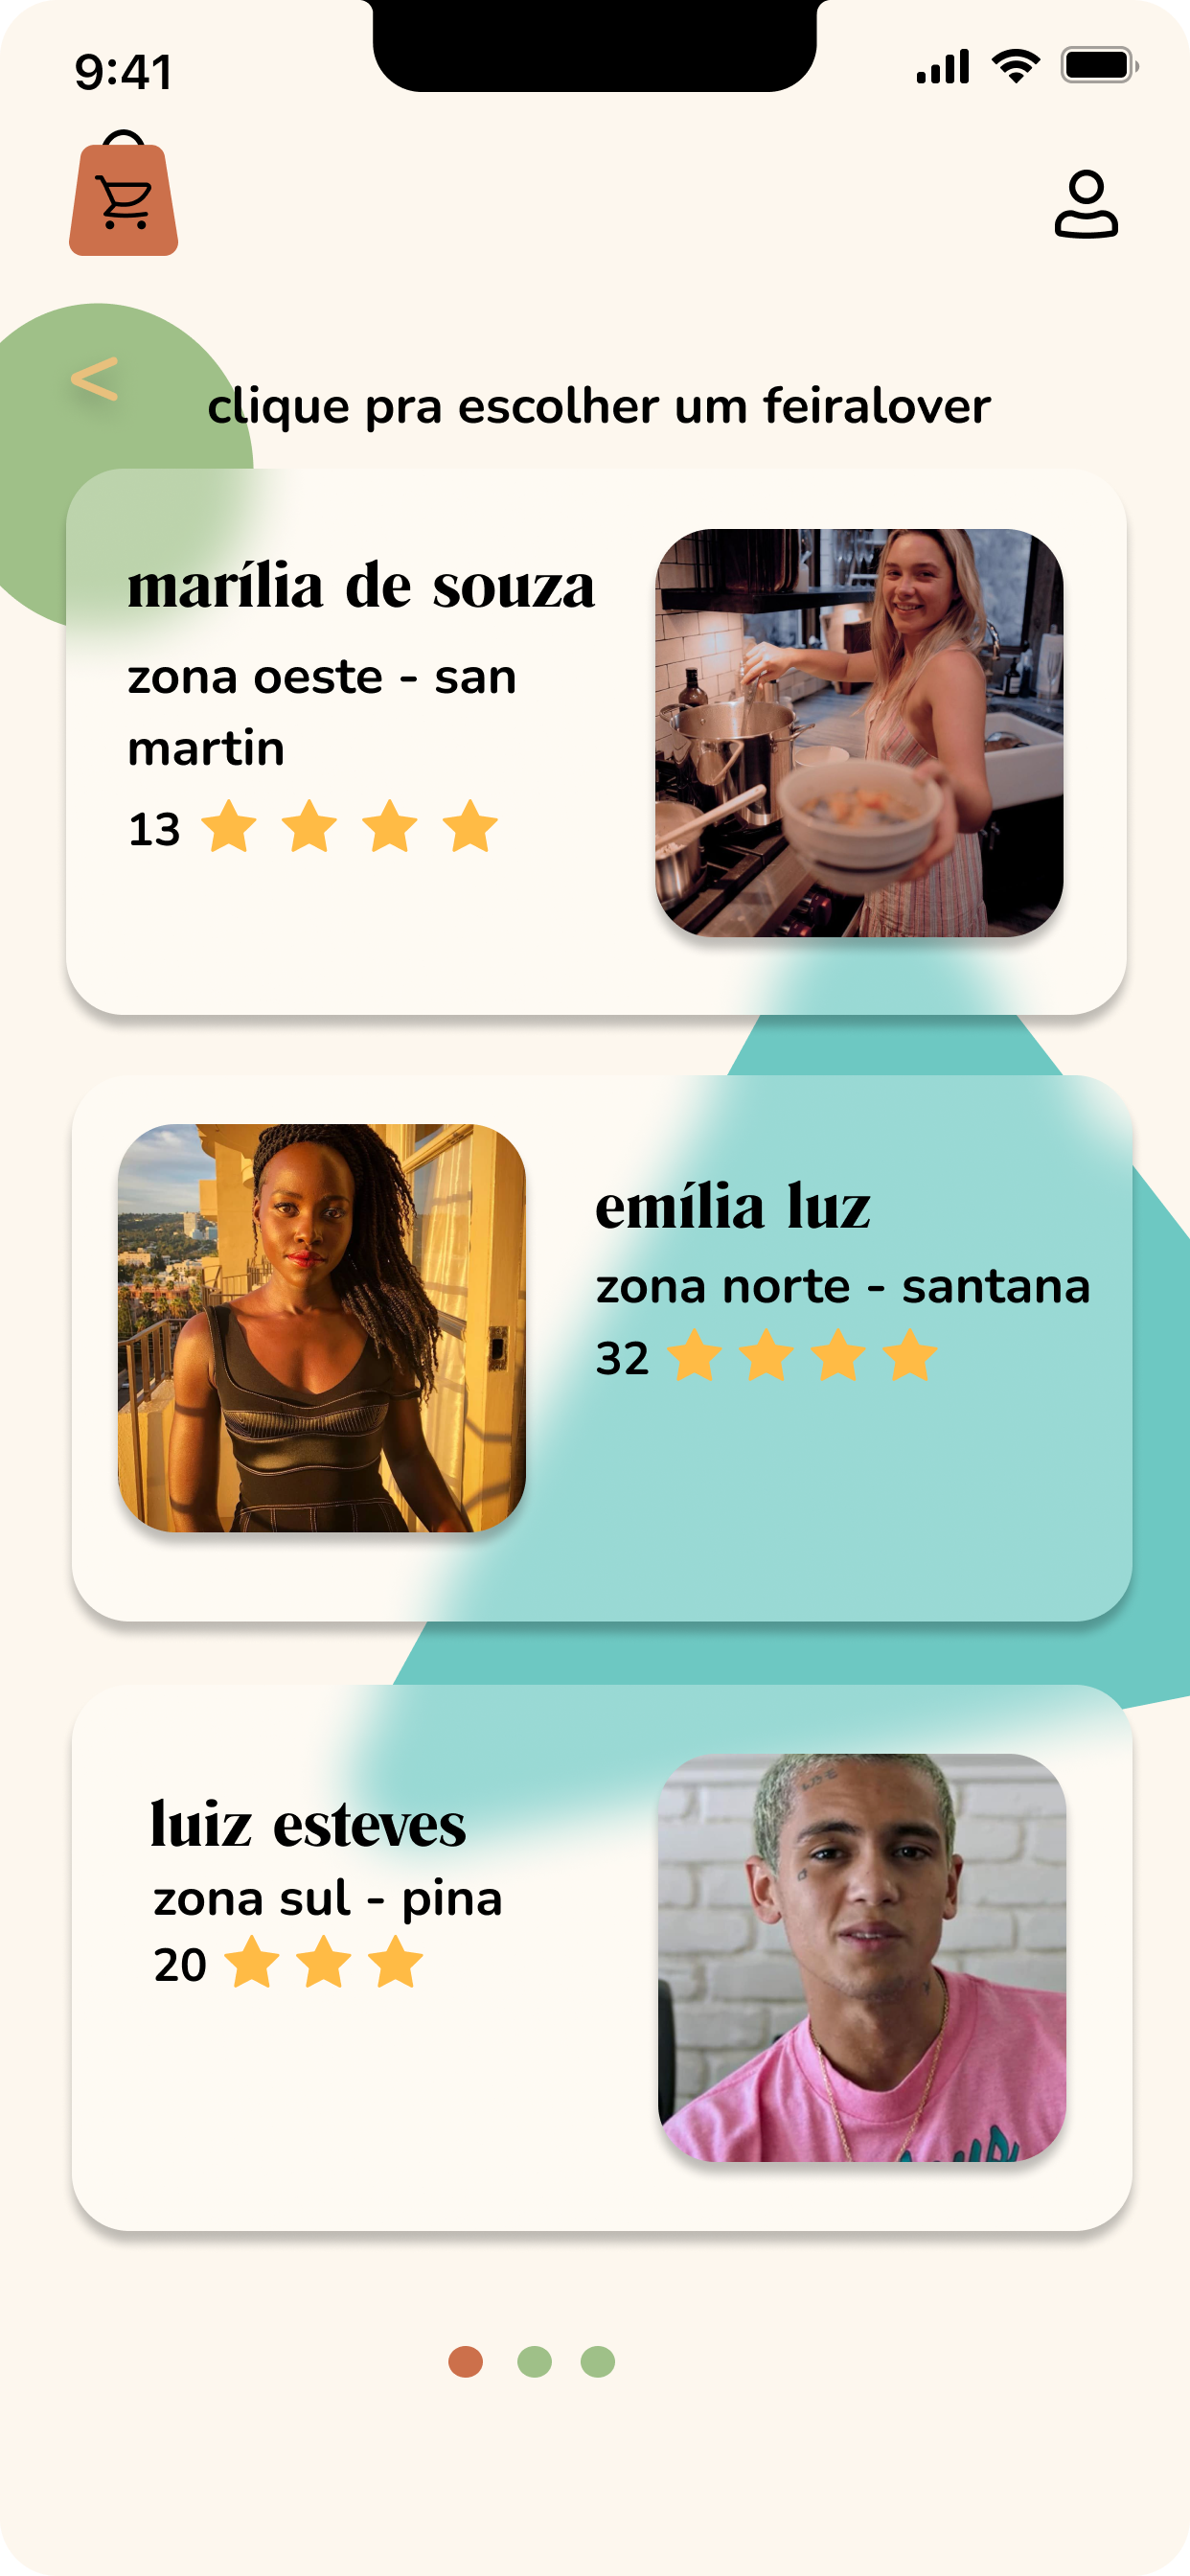 9:41
<
clique pra escolher um feiralover
marília de souza
zona oeste - san
martin
13
emília luz
zona norte - santana
32
luiz esteves
zona sul - pina
20